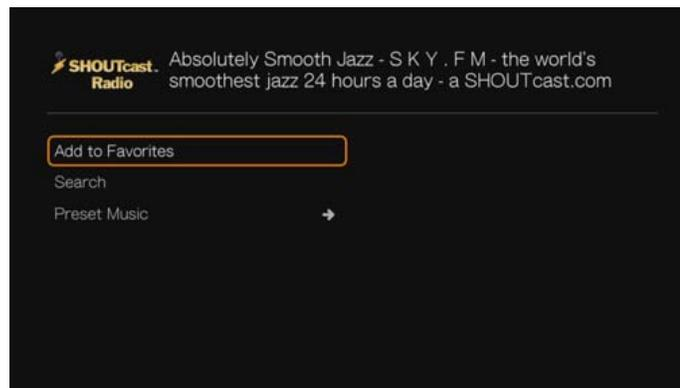 SHOUTcast™
Radio
Absolutely Smooth Jazz - S K Y . F M - the world's
smoothest jazz 24 hours a day - a SHOUTcast.com
Add to Favorites
Search
Preset Music